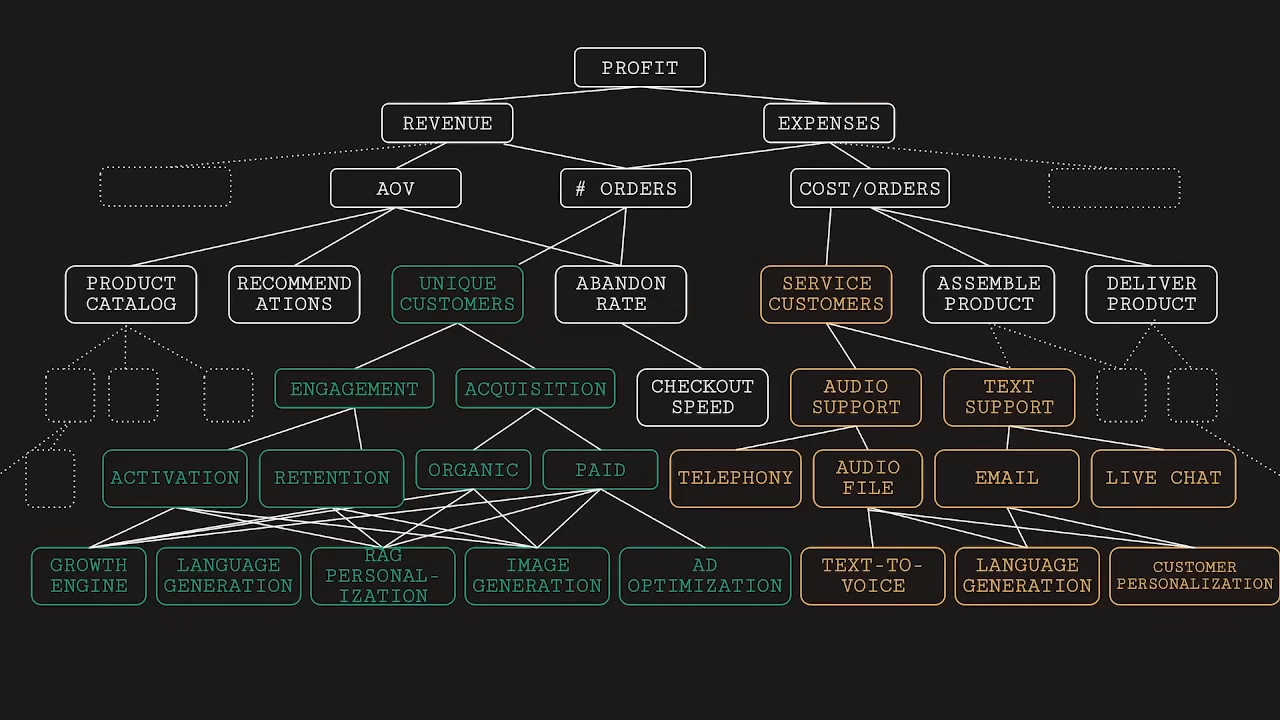 PROFIT
REVENUE
EXPENSES
AOV
# ORDERS
COST/ORDERS
PRODUCT
CATALOG
RECOMMEND
ATIONS
UNIQUE
CUSTOMERS
ABANDON
RATE
SERVICE
CUSTOMERS
ASSEMBLE
PRODUCT
DELIVER
PRODUCT
ENGAGEMENT
ACQUISITION
CHECKOUT
SPEED
AUDIO
SUPPORT
TEXT
SUPPORT
ACTIVATION
RETENTION
ORGANIC
PAID
TELEPHONY
AUDIO
FILE
EMAIL
LIVE CHAT
GROWTH
ENGINE
LANGUAGE
GENERATION
RAG
PERSONAL-
IZATION
IMAGE
GENERATION
AD
OPTIMIZATION
TEXT-TO-
VOICE
LANGUAGE
GENERATION
CUSTOMER
PERSONALIZATION